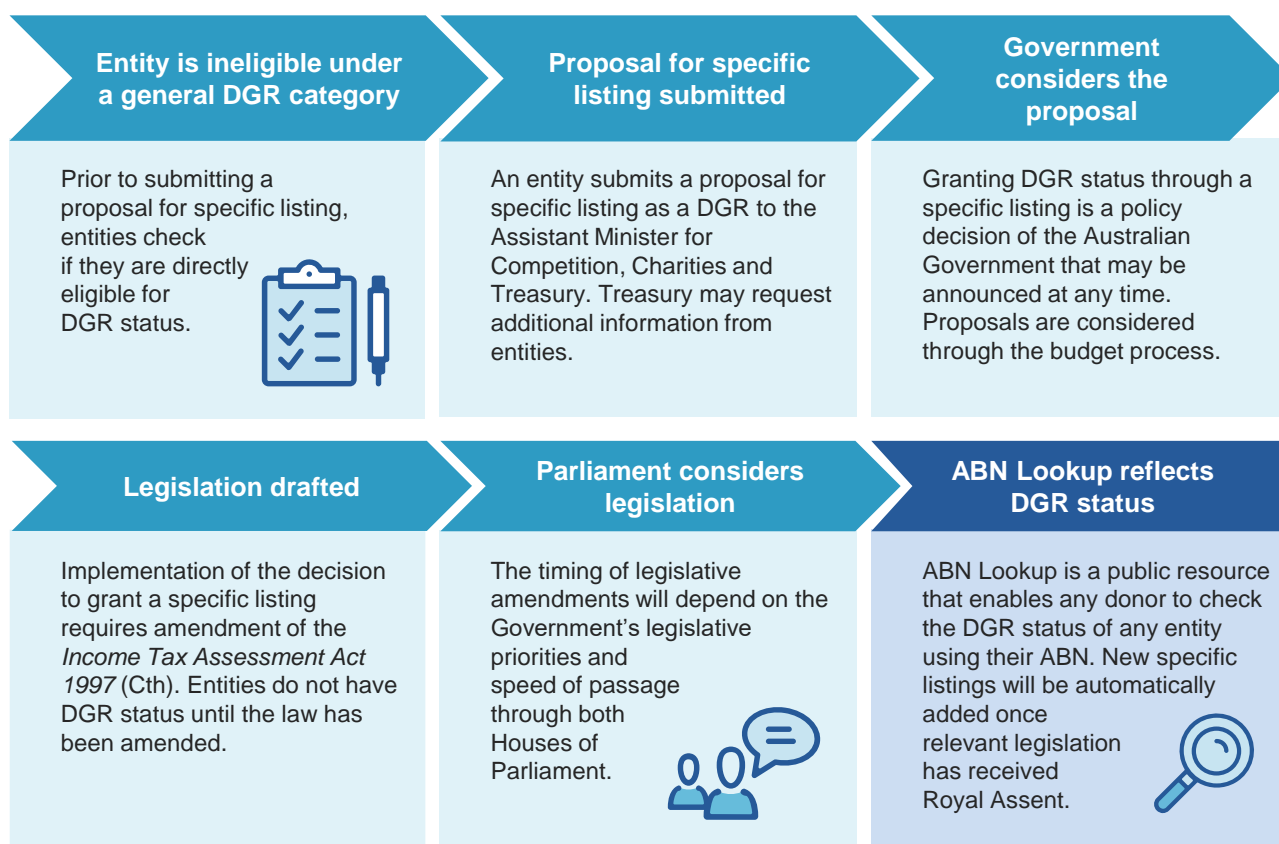 Entity is ineligible under
a general DGR category
Prior to submitting a
proposal for specific listing,
entities check
if they are directly
eligible for
DGR status.
Proposal for specific
listing submitted
An entity submits a proposal for
specific listing as a DGR to the
Assistant Minister for
Competition, Charities and
Treasury. Treasury may request
additional information from
entities.
Government
considers the
proposal
Granting DGR status through a
specific listing is a policy
decision of the Australian
Government that may be
announced at any time.
Proposals are considered
through the budget process.
Legislation drafted
Implementation of the decision
to grant a specific listing
requires amendment of the
Income Tax Assessment Act
1997 (Cth). Entities do not have
DGR status until the law has
been amended.
Parliament considers
legislation
The timing of legislative
amendments will depend on the
Government’s legislative
priorities and
speed of passage
through both
Houses of
Parliament.
ABN Lookup reflects
DGR status
ABN Lookup is a public resource
that enables any donor to check
the DGR status of any entity
using their ABN. New specific
listings will be automatically
added once
relevant legislation
has received
Royal Assent.